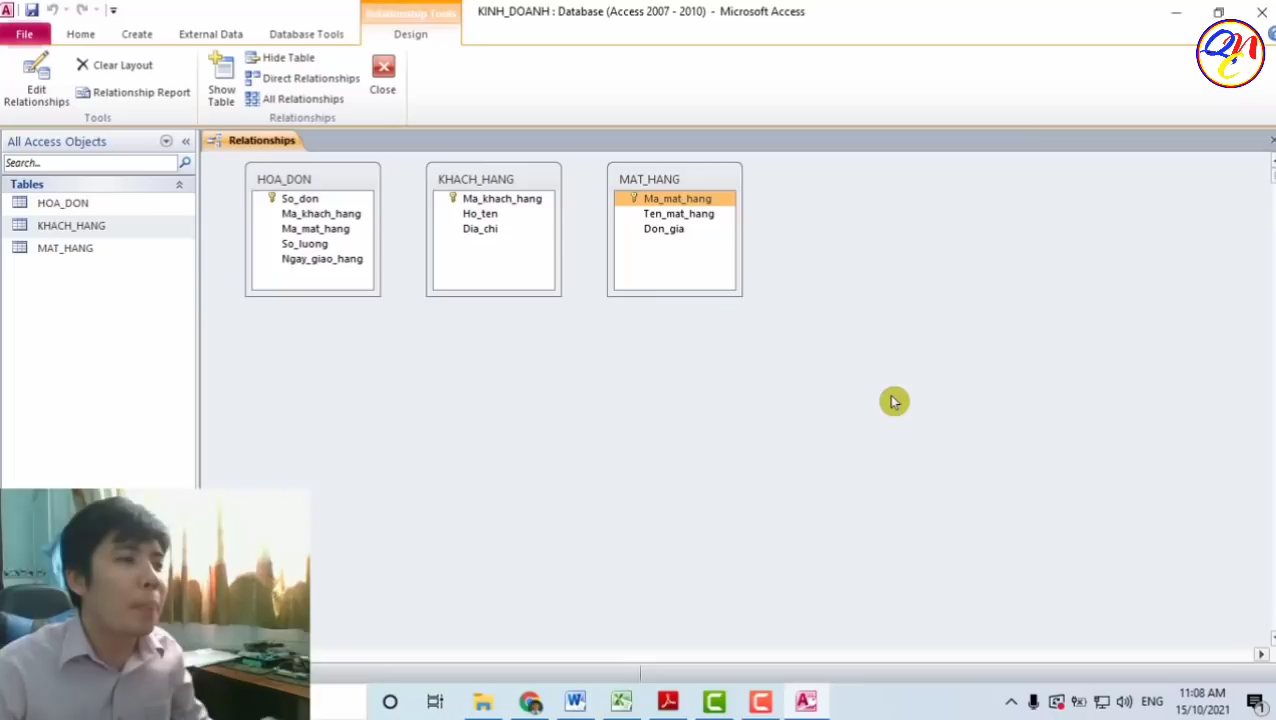 KINH_DOANH : Database (Access 2007 - 2010) - Microsoft Access
Relationship Tools
File
Home
Create
External Data
Database Tools
Design
Edit Relationships
Clear Layout
Relationship Report
Tools
Show Table
Hide Table
Direct Relationships
All Relationships
Close
Relationships
All Access Objects
Search...
Tables
HOA_DON
KHACH_HANG
MAT_HANG
Relationships
HOA_DON
So_don
Ma_khach_hang
Ma_mat_hang
So_luong
Ngay_giao_hang
KHACH_HANG
Ma_khach_hang
Ho_ten
Dia_chi
MAT_HANG
Ma_mat_hang
Ten_mat_hang
Don_gia
ENG
11:08 AM
15/10/2021